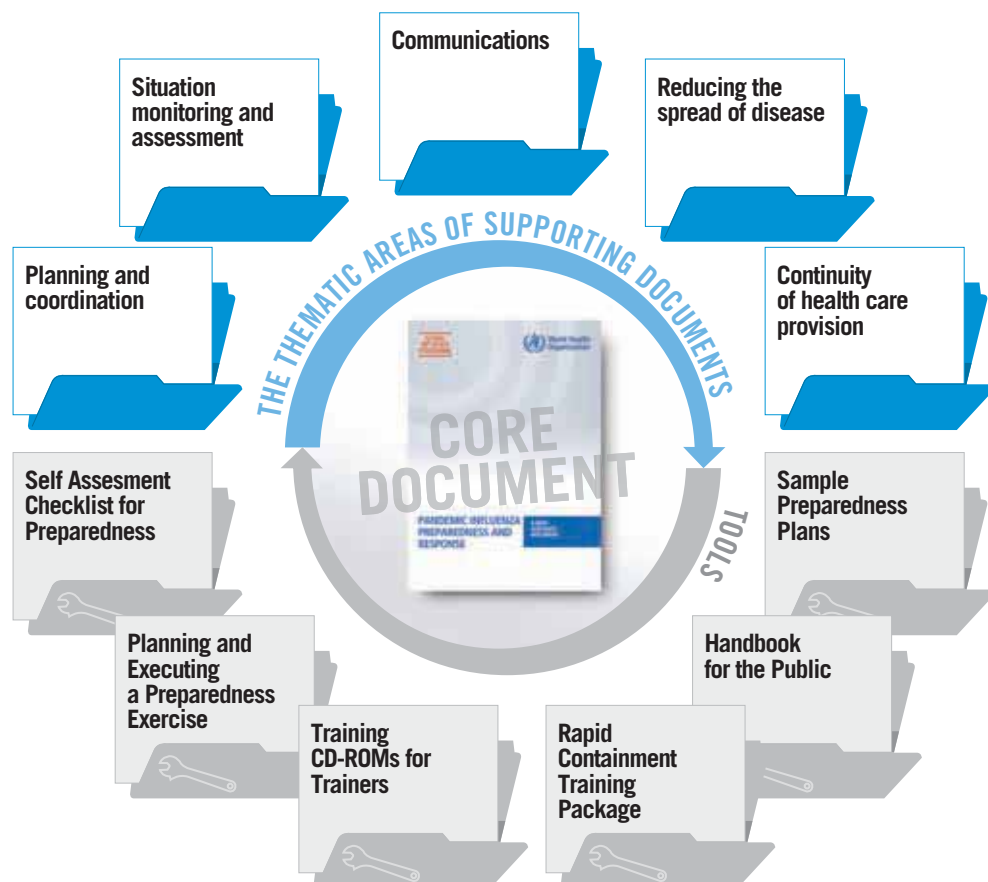 Communications
Situation
monitoring and
assessment
Reducing the
spread of disease
Planning and
coordination
Continuity
of health care
provision
THE THEMATIC AREAS OF SUPPORTING DOCUMENTS
World Health
Organization
CORE
DOCUMENT
PANDEMIC INFLUENZA
PREPAREDNESS AND
RESPONSE
TOOLS
Self Assesment
Checklist for
Preparedness
Sample
Preparedness
Plans
Planning and
Executing
a Preparedness
Exercise
Handbook
for the Public
Training
CD-ROMs for
Trainers
Rapid
Containment
Training
Package